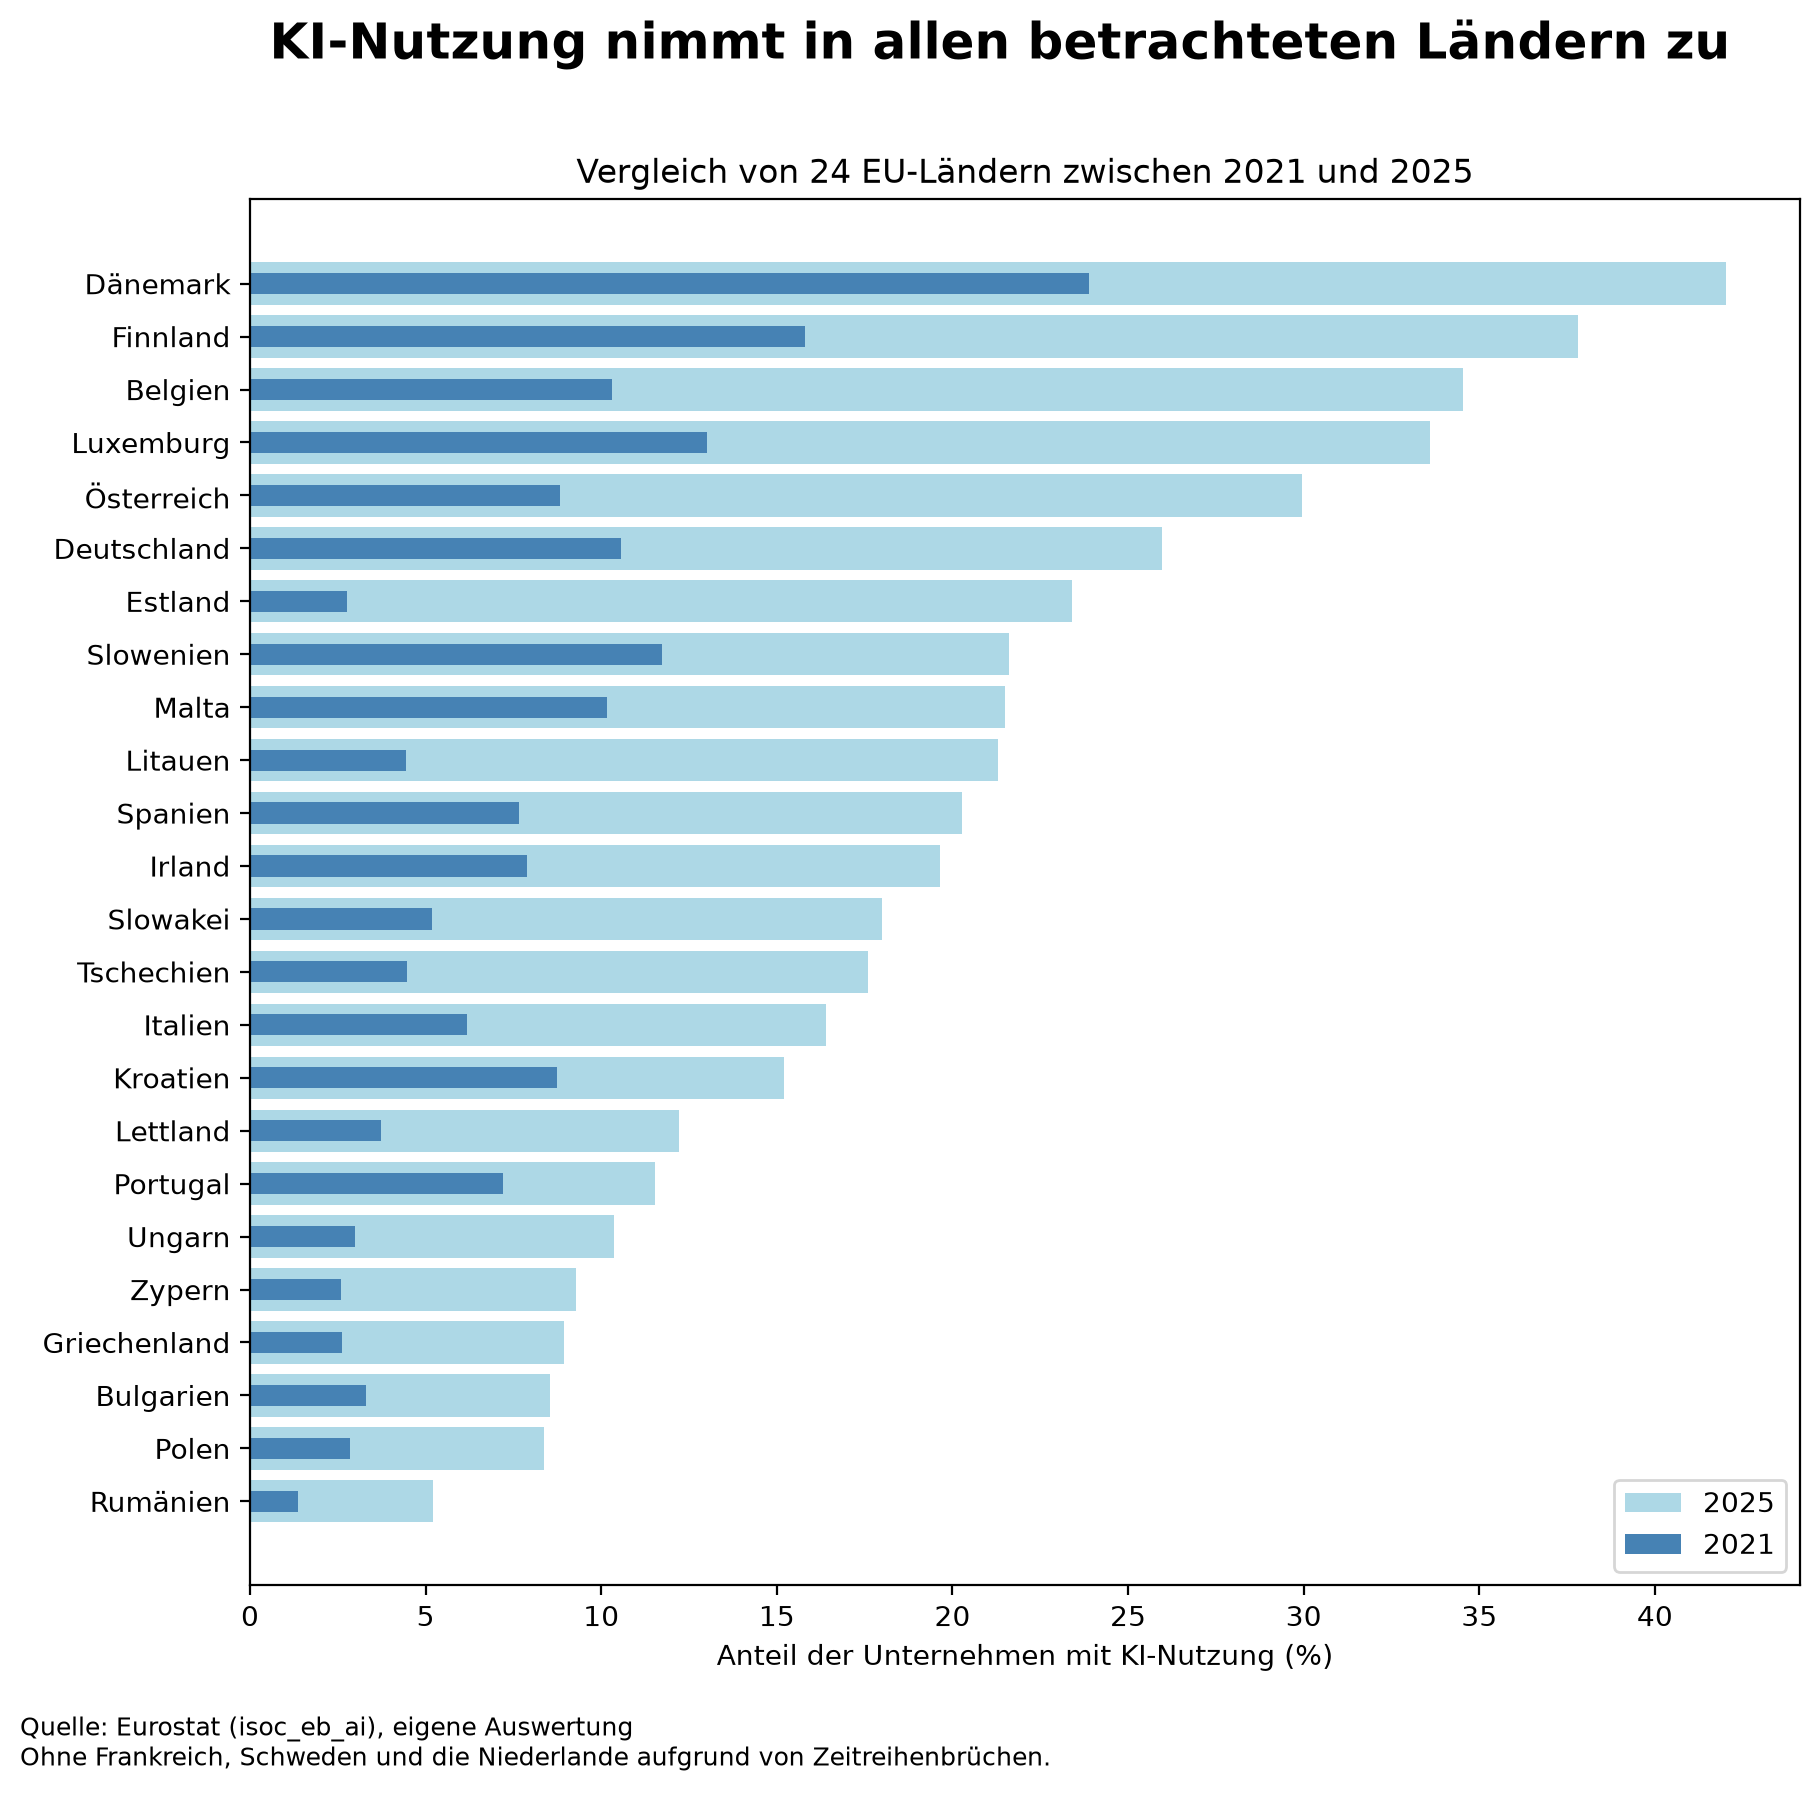 KI-Nutzung nimmt in allen betrachteten Ländern zu
Vergleich von 24 EU-Ländern zwischen 2021 und 2025
Dänemark
Finnland
Belgien
Luxemburg
Österreich
Deutschland
Estland
Slowenien
Malta
Litauen
Spanien
Irland
Slowakei
Tschechien
Italien
Kroatien
Lettland
Portugal
Ungarn
Zypern
Griechenland
Bulgarien
Polen
Rumänien
2025
2021
0 5 10 15 20 25 30 35 40
Anteil der Unternehmen mit KI-Nutzung (%)
Quelle: Eurostat (isoc_eb_ai), eigene Auswertung
Ohne Frankreich, Schweden und die Niederlande aufgrund von Zeitreihenbrüchen.